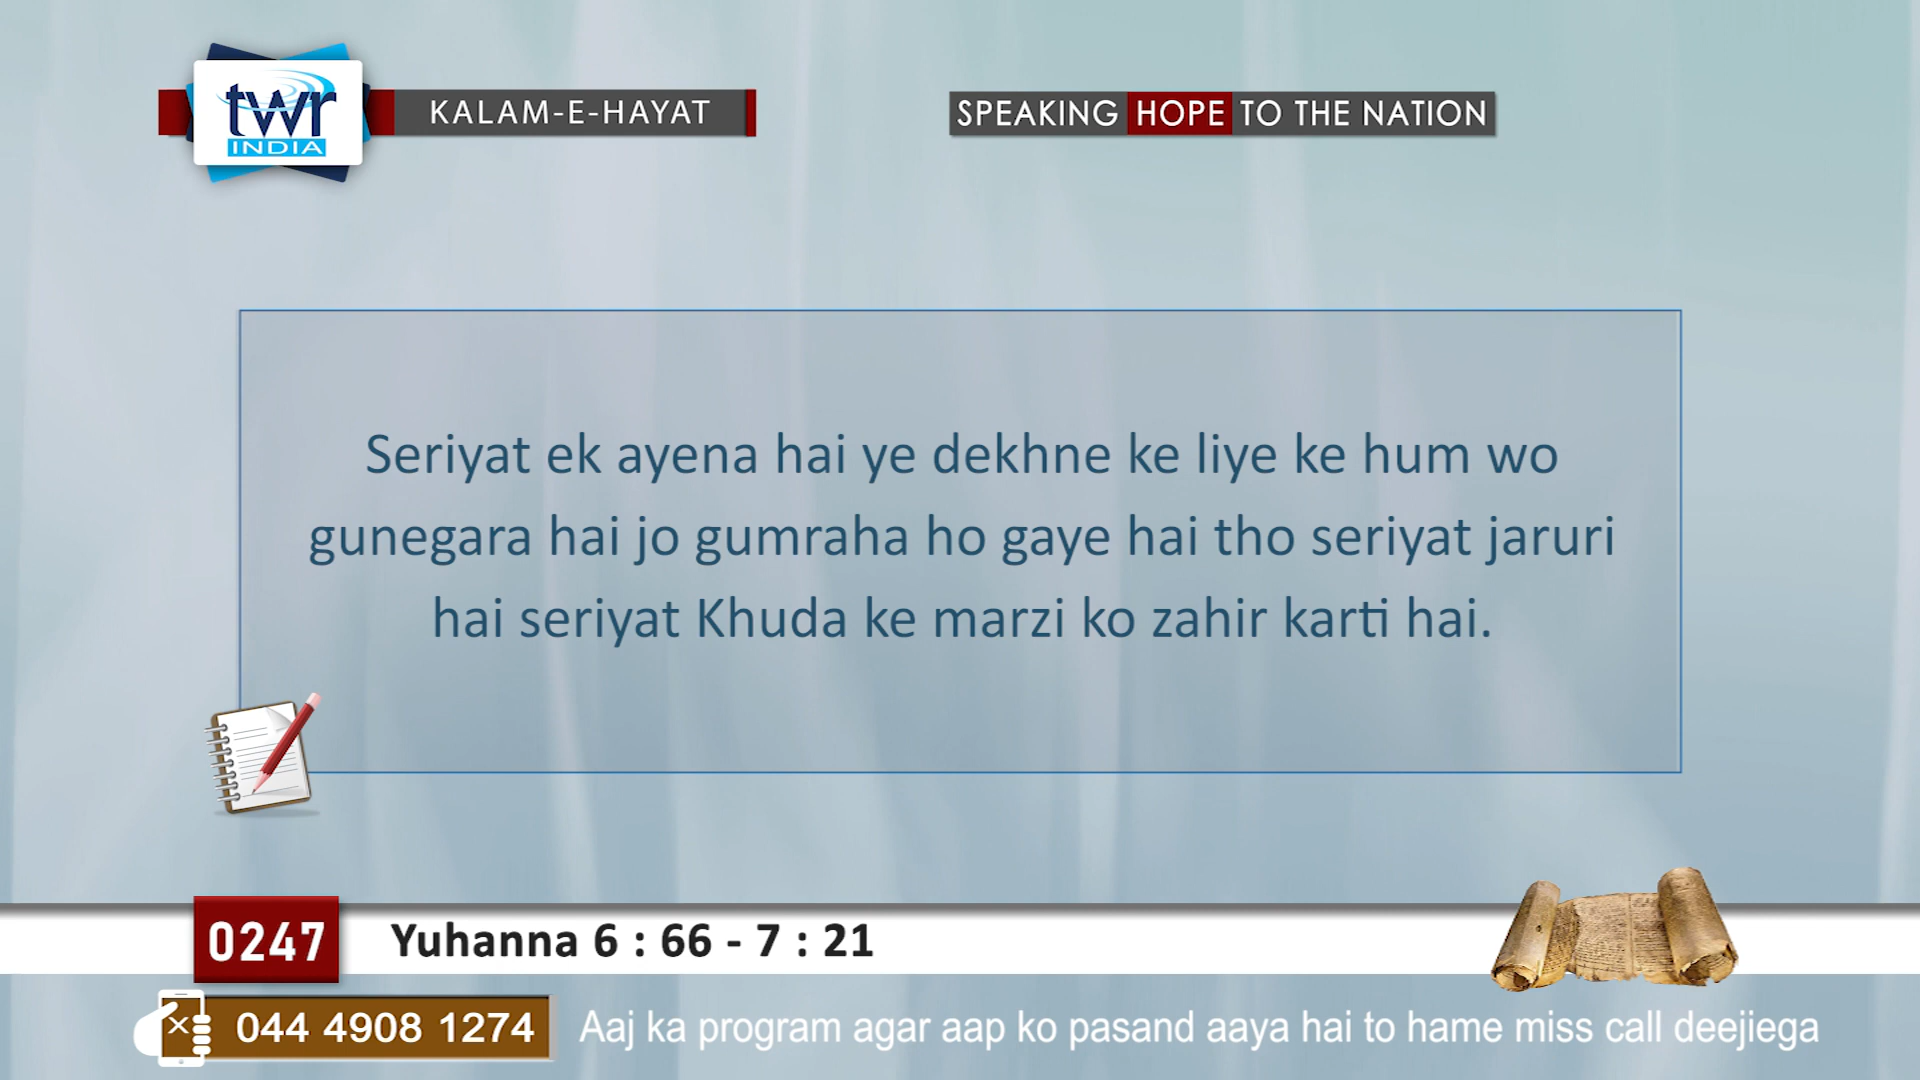 twr
INDIA
KALAM-E-HAYAT
SPEAKING HOPE TO THE NATION
Seriyat ek ayena hai ye dekhne ke liye ke hum wo
gunegara hai jo gumraha ho gaye hai tho seriyat jaruri
hai seriyat Khuda ke marzi ko zahir karti hai.
0247
Yuhanna 6 : 66 - 7 : 21
044 4908 1274
Aaj ka program agar aap ko pasand aaya hai to hame miss call deejiega